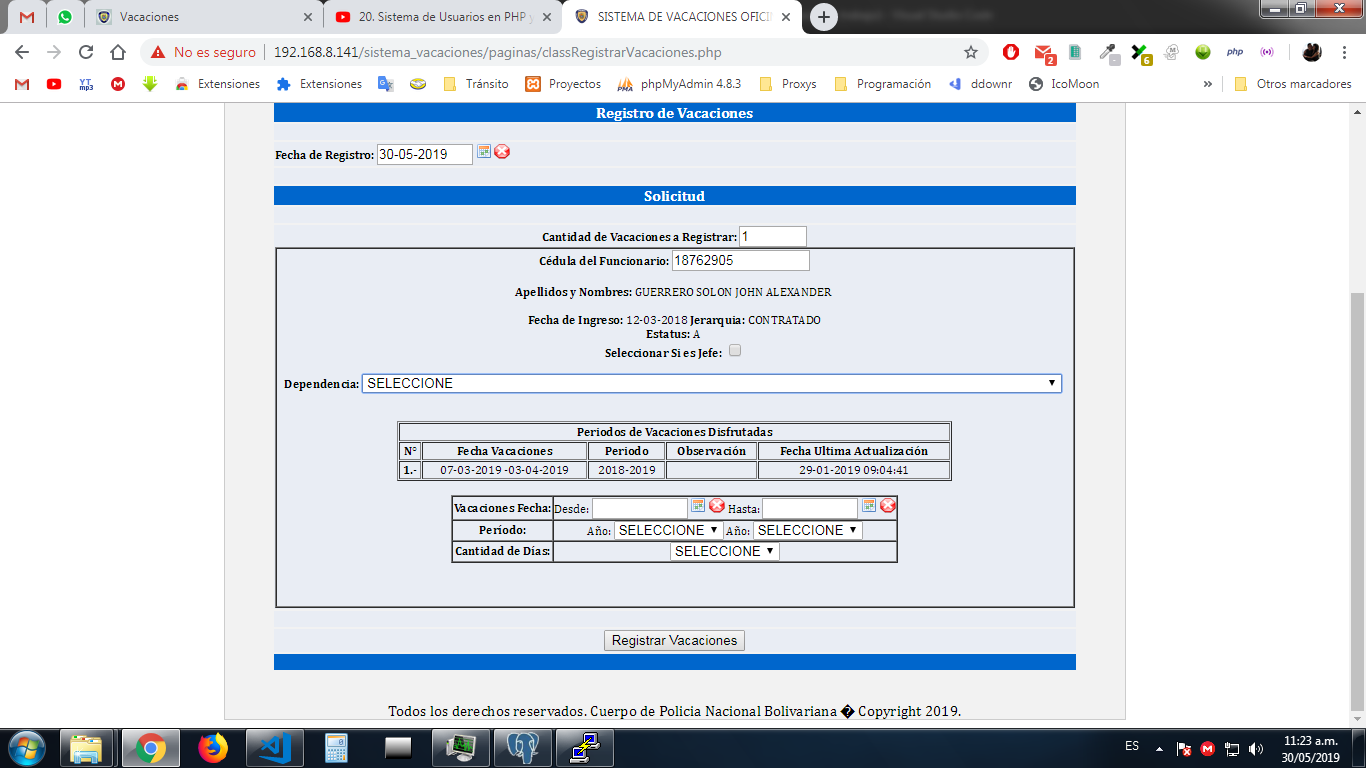 Vacaciones
20. Sistema de Usuarios en PHP y
SISTEMA DE VACACIONES OFICI
No es seguro
192.168.8.141/sistema_vacaciones/paginas/classRegistrarVacaciones.php
2
-
6
php
Y.T mp3
Extensiones
Extensiones
Tránsito
Proyectos
phpMyAdmin 4.8.3
Proxys
Programación
ddownr
IcoMoon
»
Otros marcadores
Registro de Vacaciones
Fecha de Registro: 30-05-2019
Solicitud
Cantidad de Vacaciones a Registrar: 1
Cédula del Funcionario: 18762905
Apellidos y Nombres: GUERRERO SOLON JOHN ALEXANDER
Fecha de Ingreso: 12-03-2018 Jerarquia: CONTRATADO
Estatus: A
Seleccionar Si es Jefe:
Dependencia: SELECCIONE
Periodos de Vacaciones Disfrutadas
N° Fecha Vacaciones Periodo Observación Fecha Ultima Actualización
1.- 07-03-2019 -03-04-2019 2018-2019 29-01-2019 09:04:41
Vacaciones Fecha: Desde: Hasta:
Período: Año: SELECCIONE Año: SELECCIONE
Cantidad de Días: SELECCIONE
Registrar Vacaciones
Todos los derechos reservados. Cuerpo de Policia Nacional Bolivariana � Copyright 2019.
ES
11:23 a.m.
30/05/2019